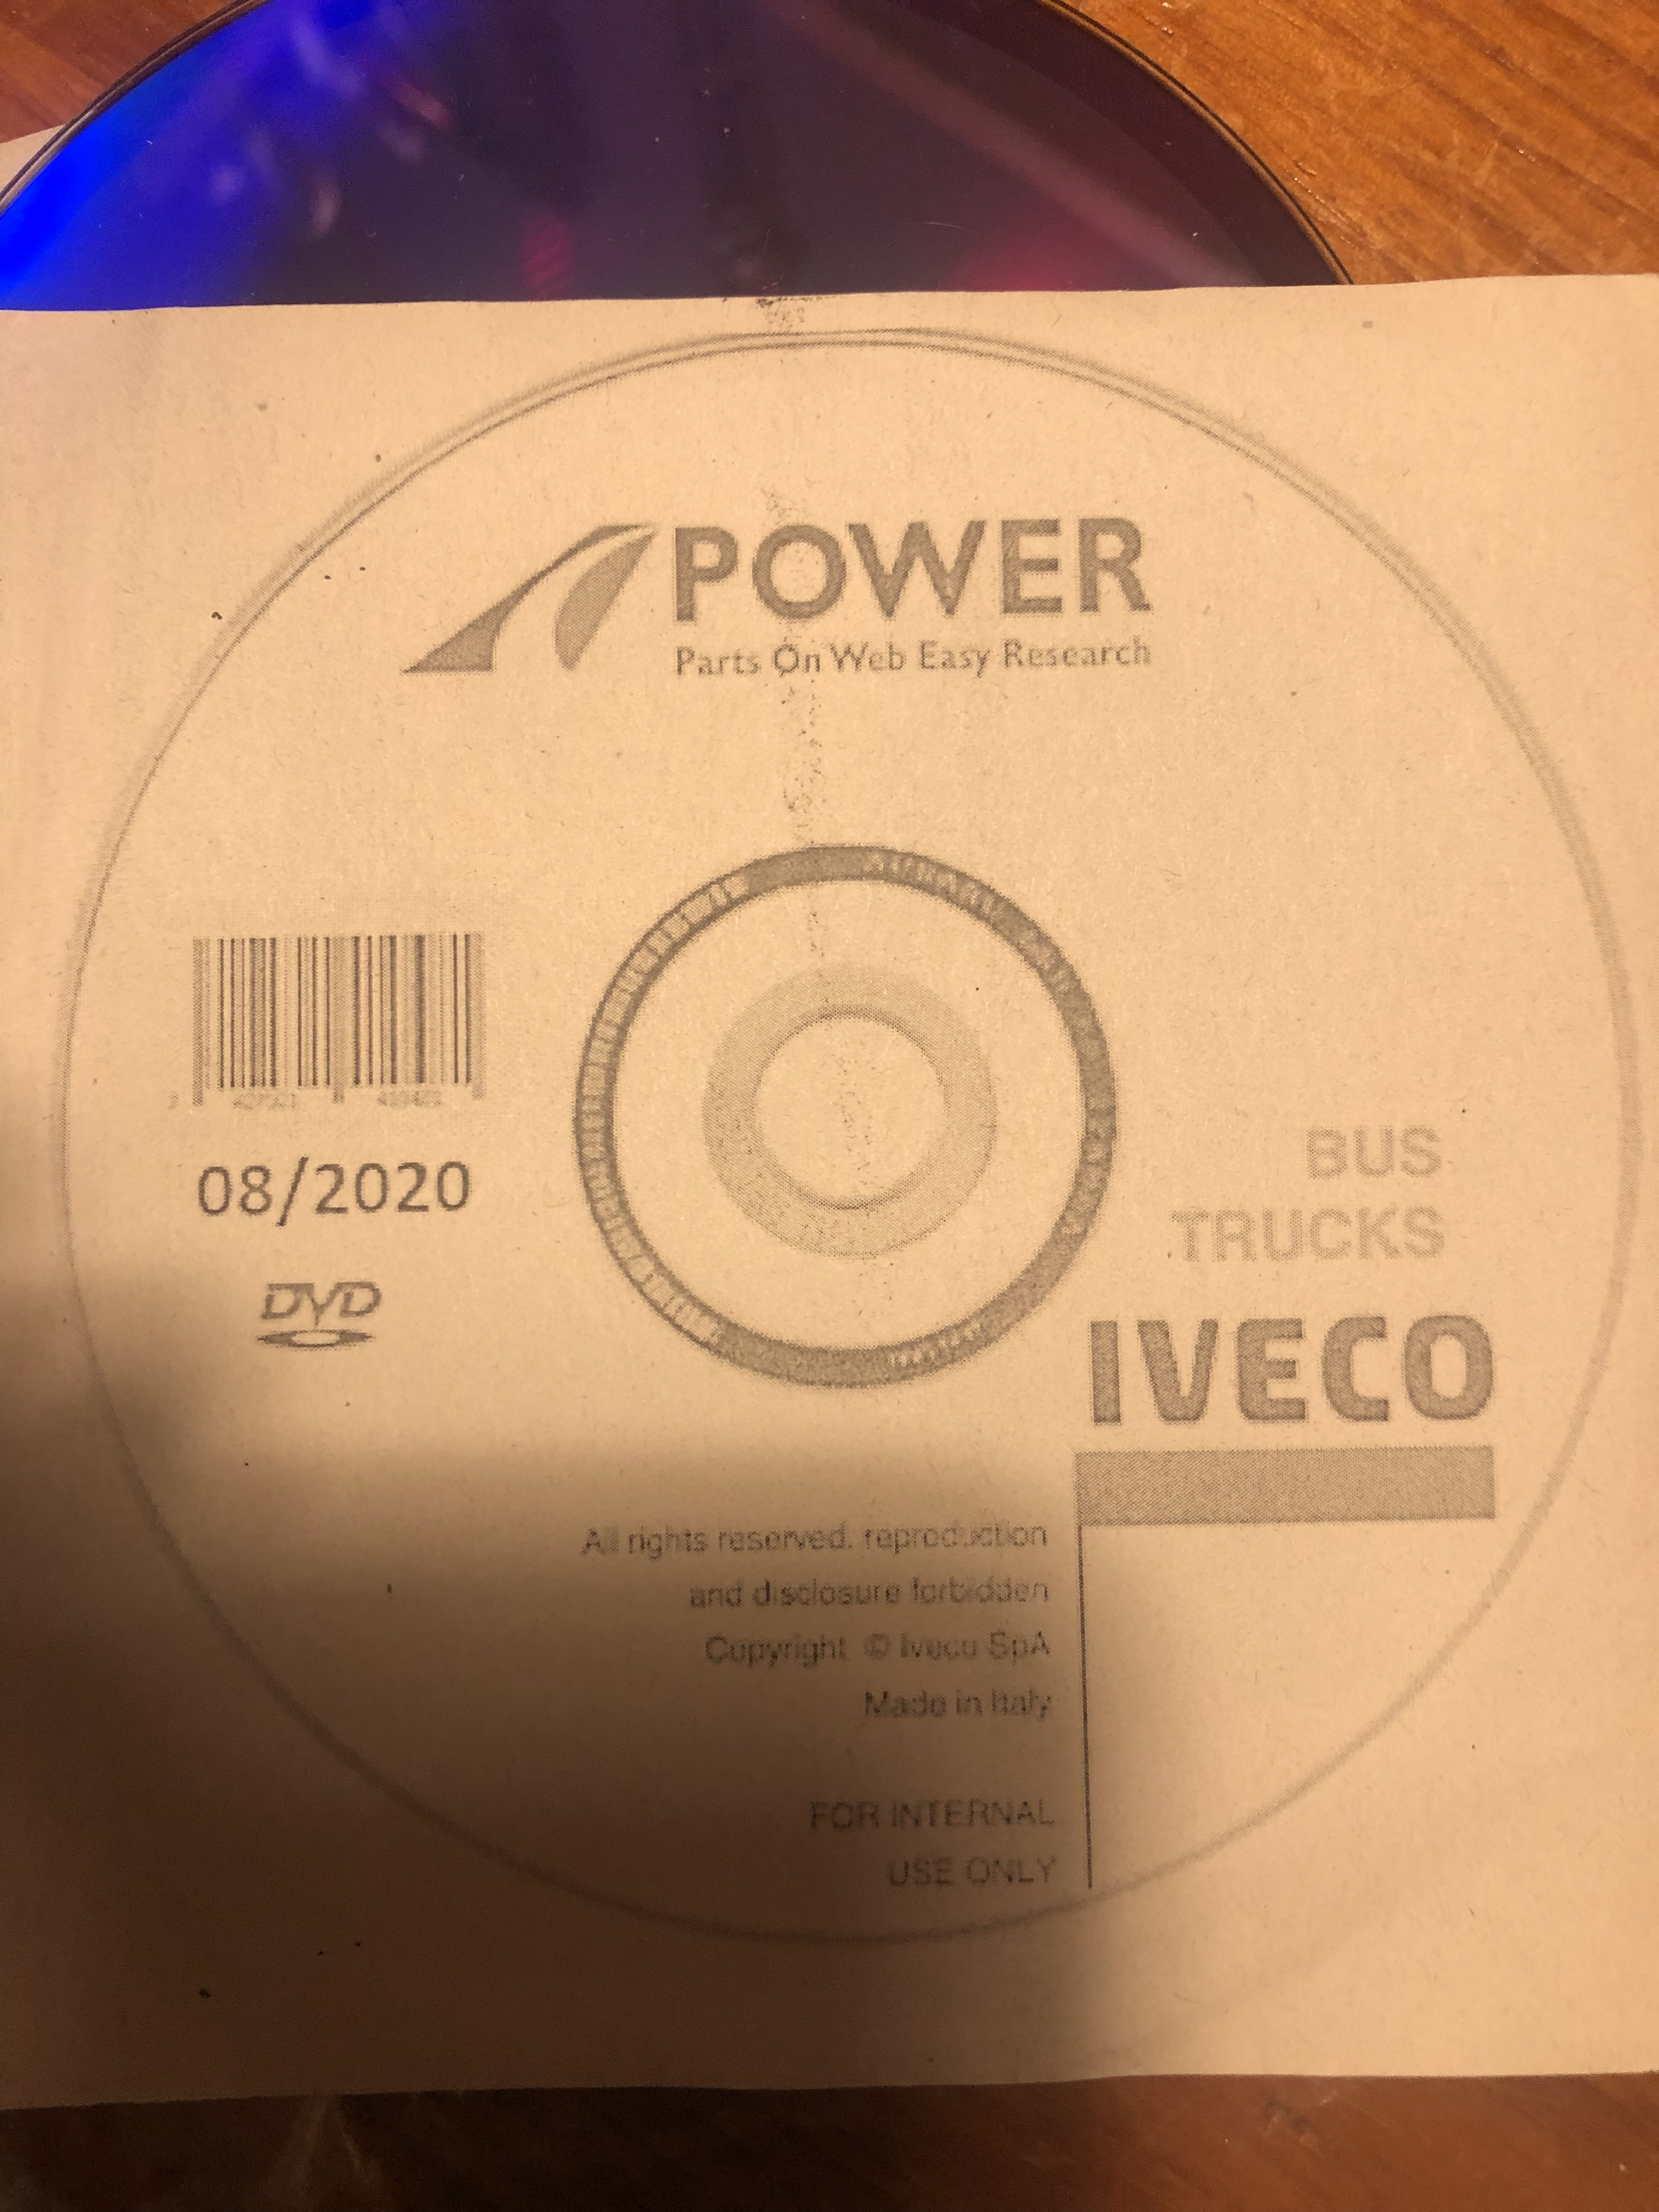 POWER
Parts On Web Easy Research
08/2020
DVD
BUS
TRUCKS
IVECO
All rights reserved. reproduction
and disclosure forbidden
Copyright © Iveco SpA
Made in Italy
FOR INTERNAL
USE ONLY